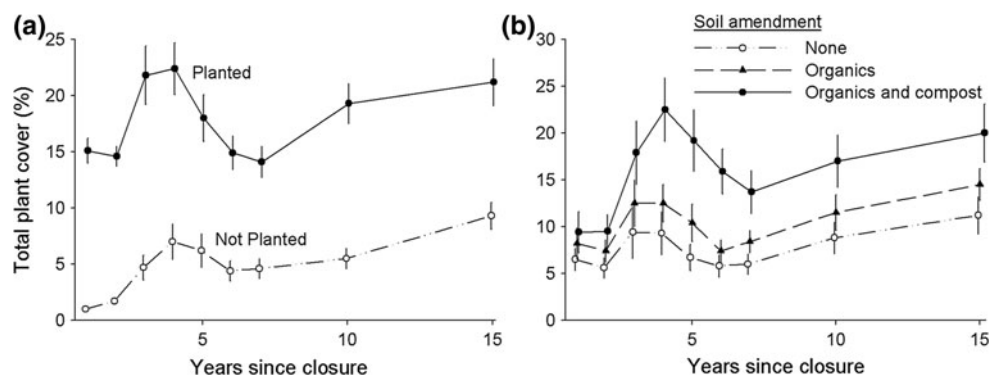 (a)
25
20
15
10
5
0
Total plant cover (%)
Planted
Not Planted
5
10
15
Years since closure
(b)
Soil amendment
None
Organics
Organics and compost
30
25
20
15
10
5
0
5
10
15
Years since closure